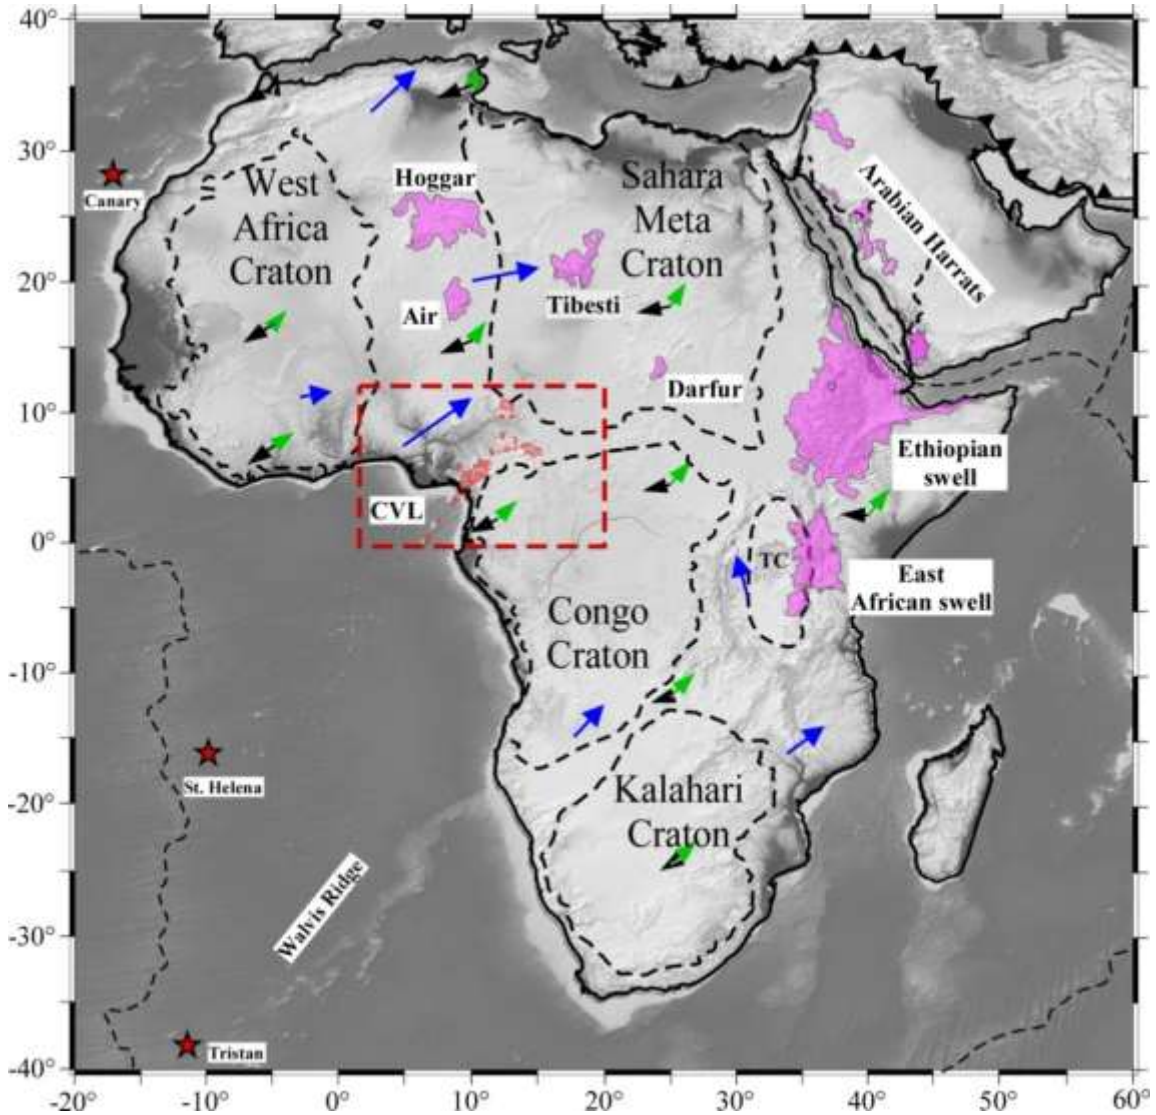 40°
30°
20°
10°
0°
-10°
-20°
-30°
-40°
-20°
-10°
0°
10°
20°
30°
40°
50°
60°
Canary
West
Africa
Craton
Hoggar
Sahara
Meta
Craton
Arabian Harrats
Air
Tibesti
Darfur
CVL
Ethiopian
swell
TC
East
African swell
Congo
Craton
St. Helena
Kalahari
Craton
Walvis Ridge
Tristan